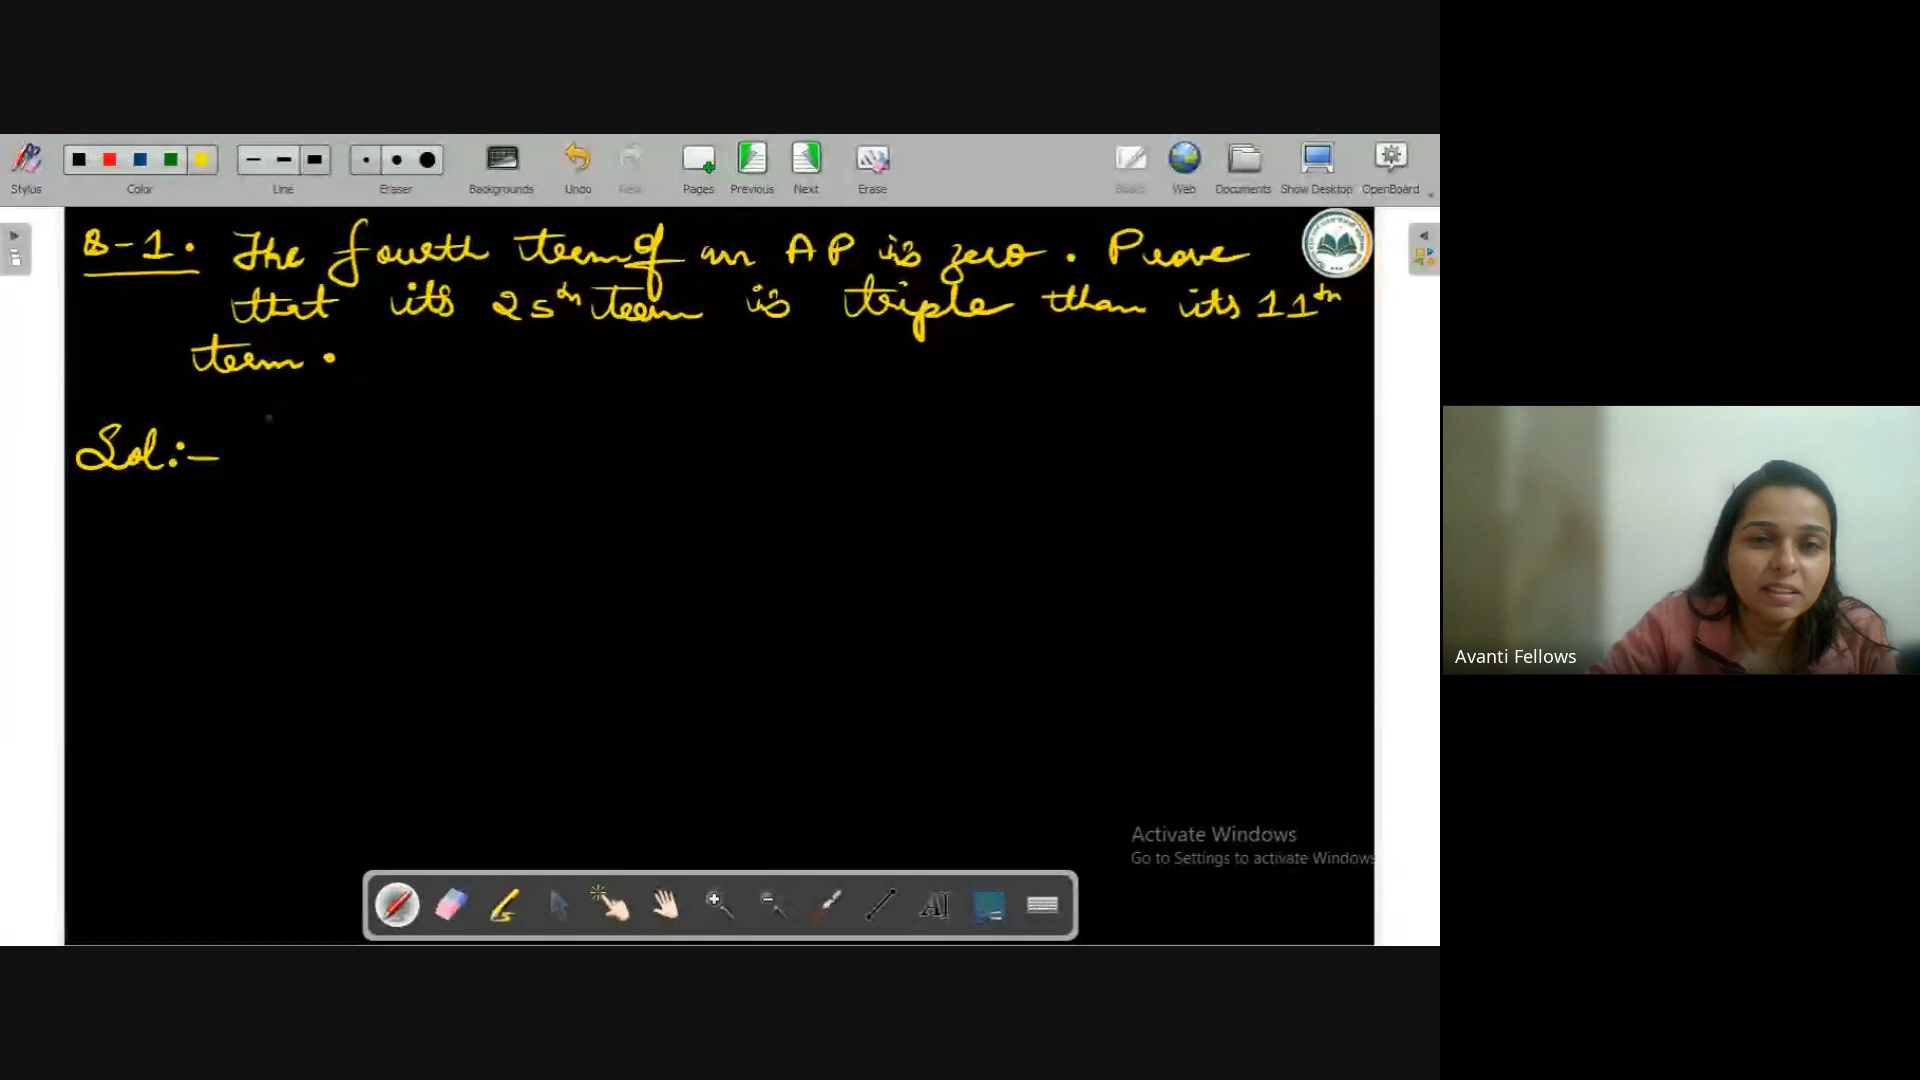 Stylus
Color
Line
Eraser
Backgrounds
Undo
Pages
Previous
Next
Erase
Board
Web
Documents
Show Desktop
OpenBoard
Q-1. The fourth term of an AP is zero. Prove
that its 25th term is triple than its 11th
term.
Sol:-
Avanti Fellows
Activate Windows
Go to Settings to activate Windows